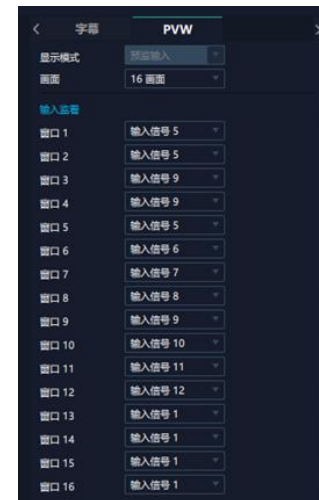 字幕 PVW
显示模式 预监输入
画面 16 画面
输入监看
窗口 1 输入信号 5
窗口 2 输入信号 5
窗口 3 输入信号 9
窗口 4 输入信号 9
窗口 5 输入信号 5
窗口 6 输入信号 6
窗口 7 输入信号 7
窗口 8 输入信号 8
窗口 9 输入信号 9
窗口 10 输入信号 10
窗口 11 输入信号 11
窗口 12 输入信号 12
窗口 13 输入信号 1
窗口 14 输入信号 1
窗口 15 输入信号 1
窗口 16 输入信号 1